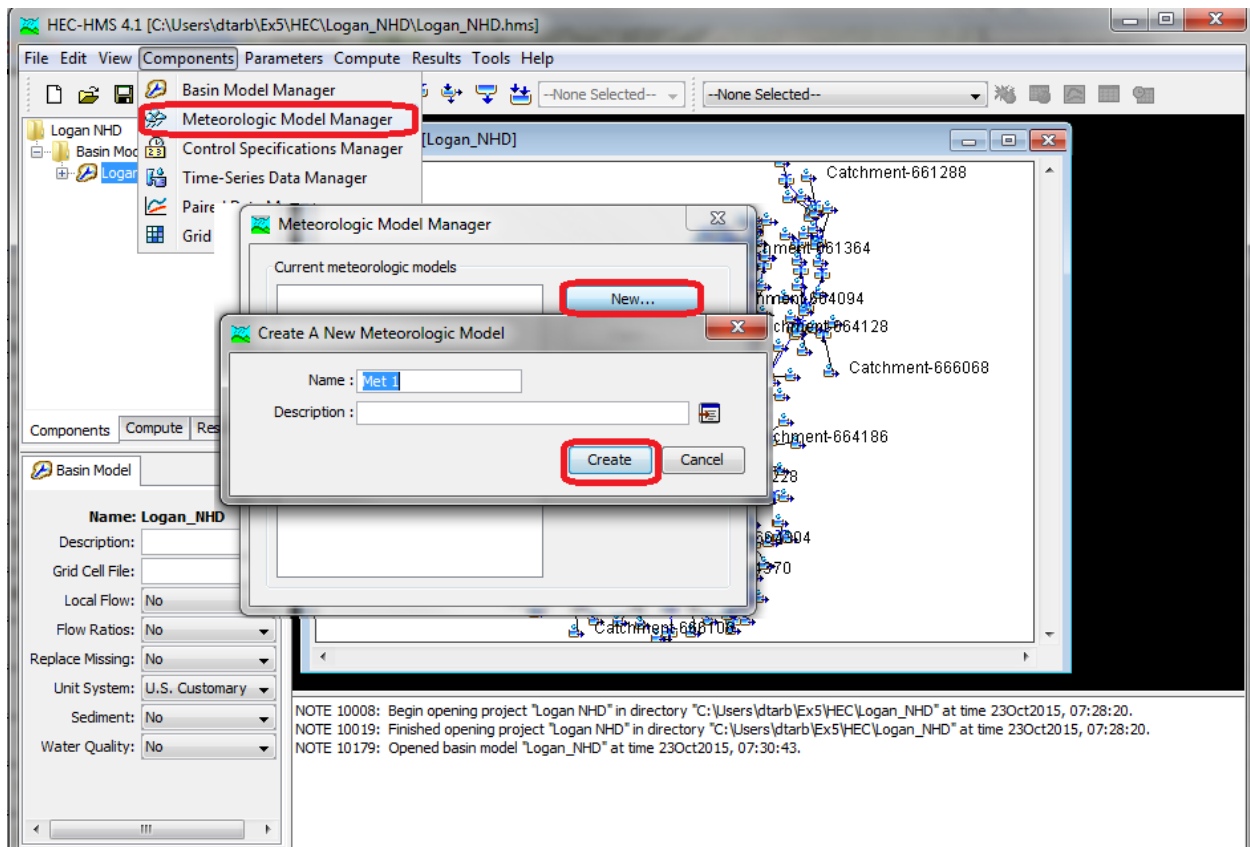 HEC-HMS 4.1 [C:\Users\dtarb\Ex5\HEC\Logan_NHD\Logan_NHD.hms]
File Edit View Components Parameters Compute Results Tools Help
--None Selected-- --None Selected--
Basin Model Manager
Meteorologic Model Manager
Control Specifications Manager
Time-Series Data Manager
Grid
Logan NHD
Basin Mod
Logan
[Logan_NHD]
Catchment-661288
Meteorologic Model Manager
Current meteorologic models
New...
Create A New Meteorologic Model
Name : Met 1
Description :
Create Cancel
Catchment-666068
Components Compute Res
Basin Model
Name: Logan_NHD
Description:
Grid Cell File:
Local Flow: No
Flow Ratios: No
Replace Missing: No
Unit System: U.S. Customary
Sediment: No
Water Quality: No
NOTE 10008: Begin opening project "Logan NHD" in directory "C:\Users\dtarb\Ex5\HEC\Logan_NHD" at time 23Oct2015, 07:28:20.
NOTE 10019: Finished opening project "Logan NHD" in directory "C:\Users\dtarb\Ex5\HEC\Logan_NHD" at time 23Oct2015, 07:28:20.
NOTE 10179: Opened basin model "Logan_NHD" at time 23Oct2015, 07:30:43.